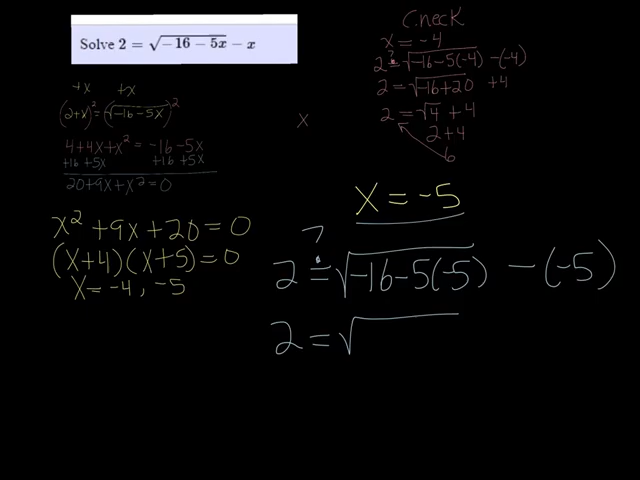 Solve 2 = √(-16 - 5x) - x
+x +x
(2+x)² = (√(-16-5x))²
4+4x+x² = -16-5x
+16 +5x +16 +5x
20+9x+x² = 0
x² + 9x + 20 = 0
(x+4)(x+5) = 0
x = -4, -5
x
Check
x = -4
2 ≟ √(-16-5(-4)) -(-4)
2 = √(-16+20) +4
2 = √4 + 4
2+4
6
x = -5
2 ≟ √(-16-5(-5)) - (-5)
2 = √